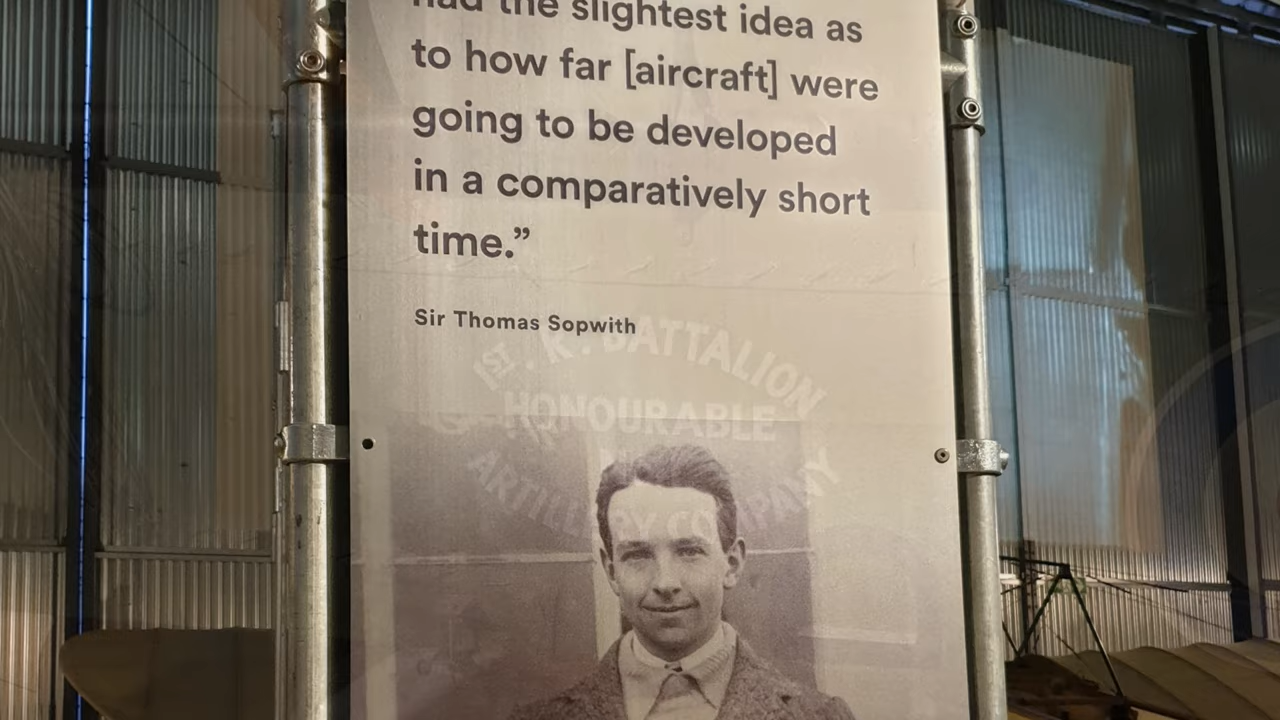 had the slightest idea as
to how far [aircraft] were
going to be developed
in a comparatively short
time.”
Sir Thomas Sopwith
1ST. K. BATTALION
HONOURABLE
ARTILLERY COMPANY